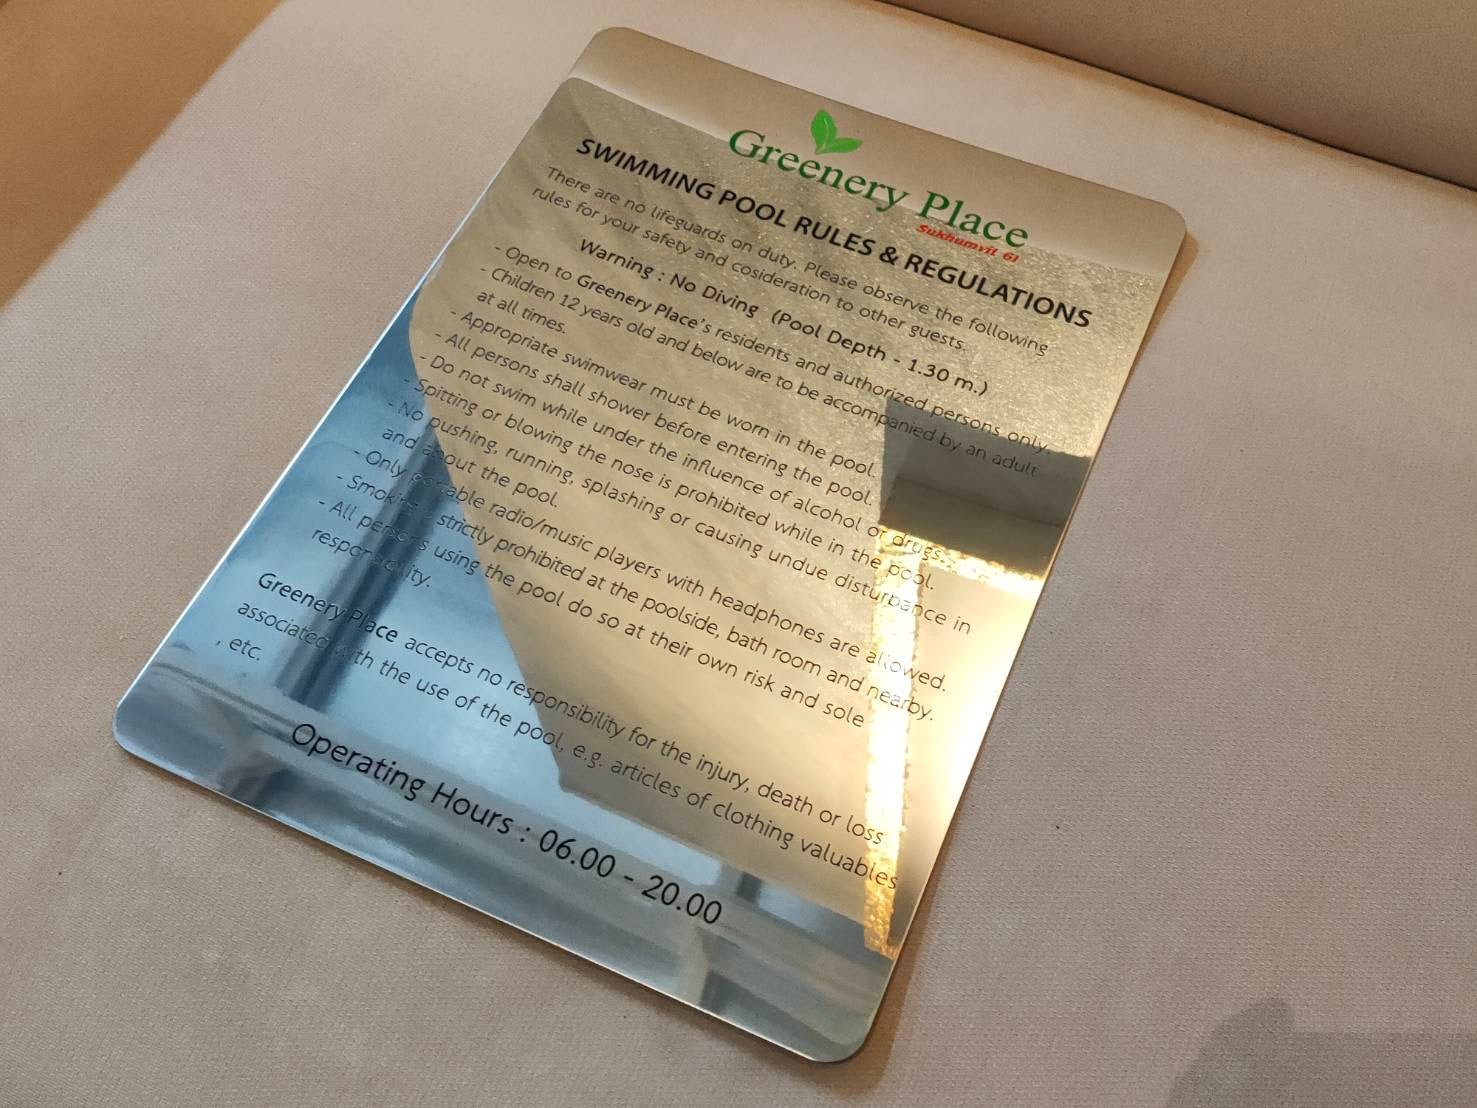 Greenery Place
Sukhumvit 61
SWIMMING POOL RULES & REGULATIONS
There are no lifeguards on duty. Please observe the following
rules for your safety and cosideration to other guests.
Warning : No Diving (Pool Depth - 1.30 m.)
- Open to Greenery Place's residents and authorized persons only.
- Children 12 years old and below are to be accompanied by an adult
at all times.
- Appropriate swimwear must be worn in the pool.
- All persons shall shower before entering the pool.
- Do not swim while under the influence of alcohol or drugs.
- Spitting or blowing the nose is prohibited while in the pool.
- No pushing, running, splashing or causing undue disturbance in
and about the pool.
- Only portable radio/music players with headphones are allowed.
- Smoking strictly prohibited at the poolside, bath room and nearby.
- All persons using the pool do so at their own risk and sole
responsibility.
Greenery Place accepts no responsibility for the injury, death or loss
associated with the use of the pool, e.g. articles of clothing valuables
, etc.
Operating Hours : 06.00 - 20.00